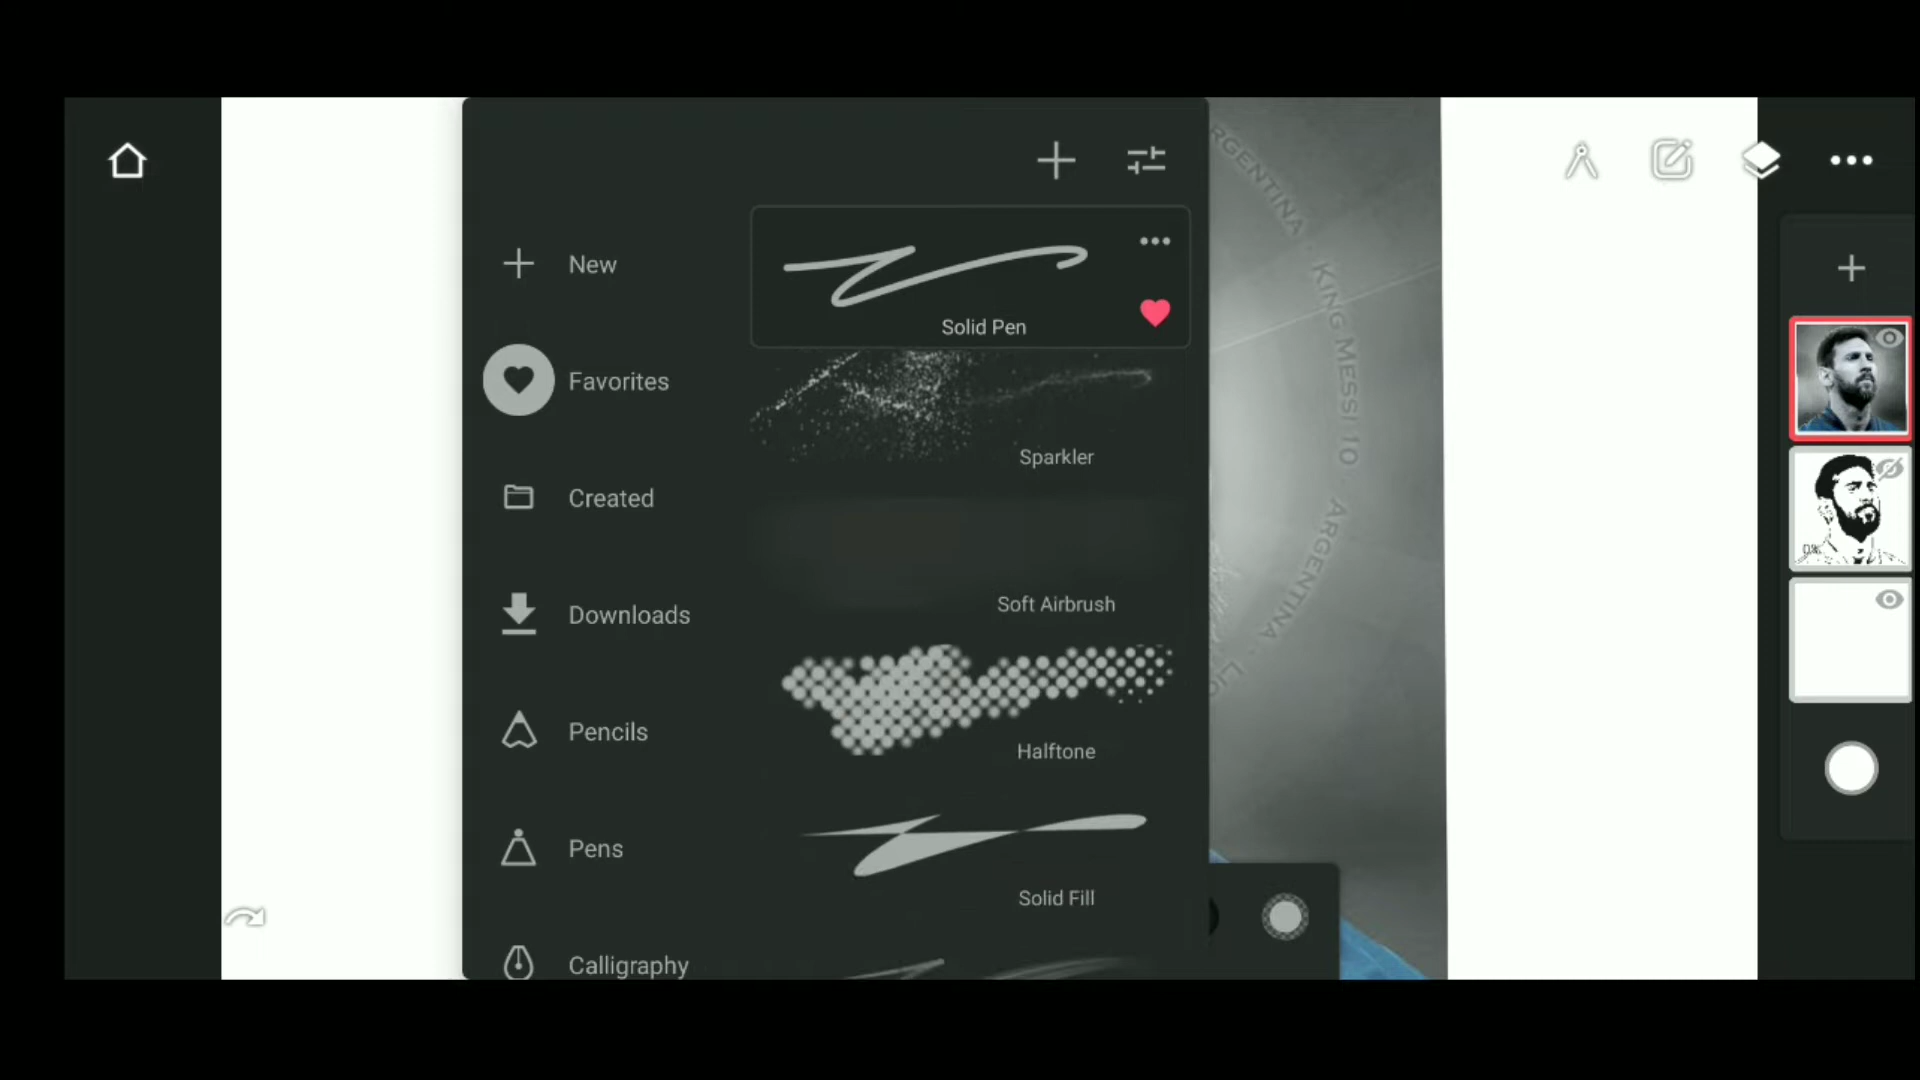 New
Favorites
Created
Downloads
Pencils
Pens
Calligraphy
Solid Pen
Sparkler
Soft Airbrush
Halftone
Solid Fill
RGENTINA · KING MESSI 10 · ARGENTINA ·